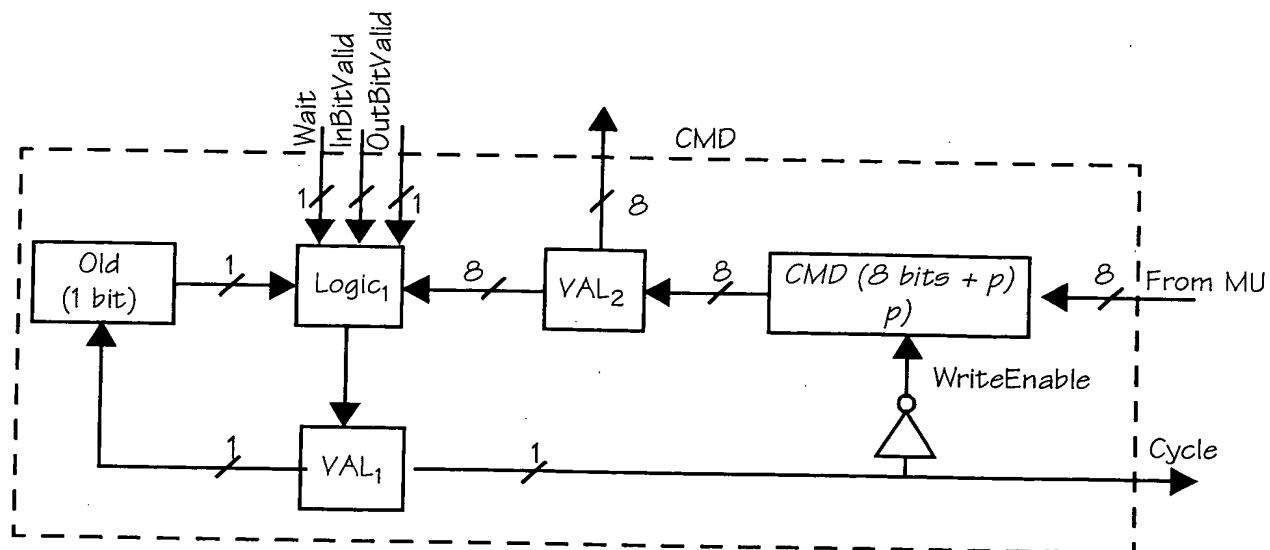 Wait
InBitValid
OutBitValid
CMD
1
1
8
Old
(1 bit)
1
Logic1
8
VAL2
8
CMD (8 bits + p)
p)
8
From MU
WriteEnable
1
VAL1
1
Cycle